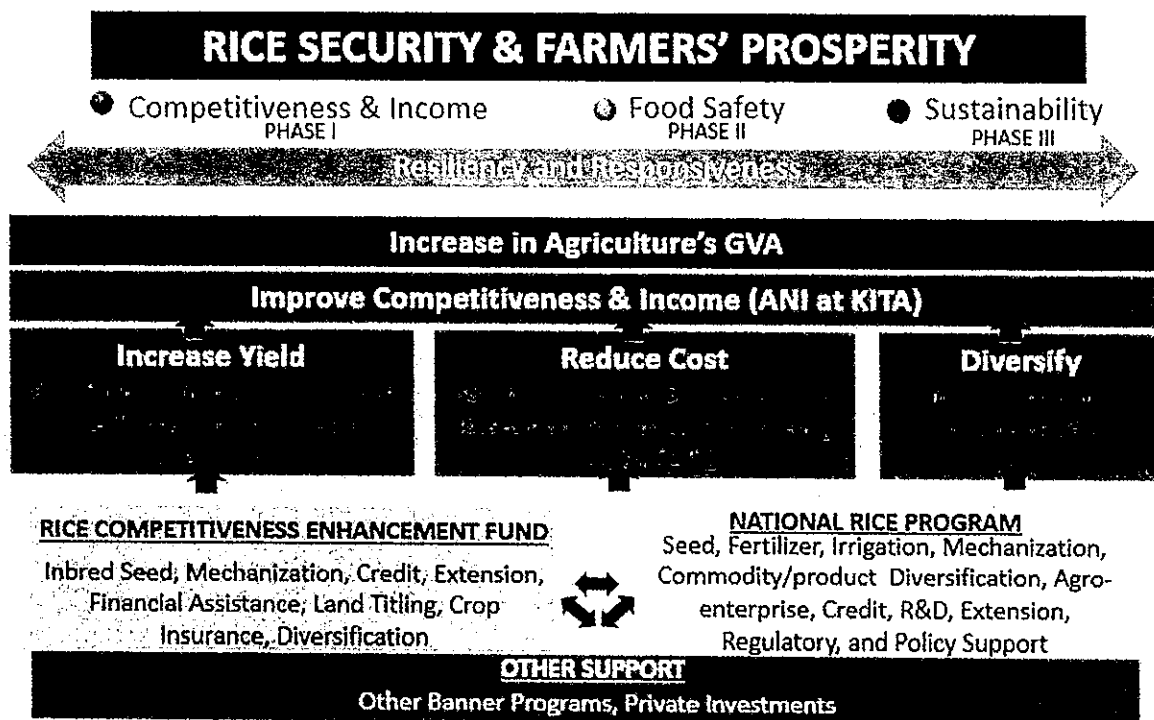 RICE SECURITY & FARMERS' PROSPERITY
Competitiveness & Income
PHASE I
Food Safety
PHASE II
Sustainability
PHASE III
Resiliency and Responsiveness
Increase in Agriculture's GVA
Improve Competitiveness & Income (ANI at KITA)
Increase Yield
Reduce Cost
Diversify
RICE COMPETITIVENESS ENHANCEMENT FUND
Inbred Seed, Mechanization, Credit, Extension,
Financial Assistance, Land Titling, Crop
Insurance, Diversification
NATIONAL RICE PROGRAM
Seed, Fertilizer, Irrigation, Mechanization,
Commodity/product Diversification, Agro-
enterprise, Credit, R&D, Extension,
Regulatory, and Policy Support
OTHER SUPPORT
Other Banner Programs, Private Investments